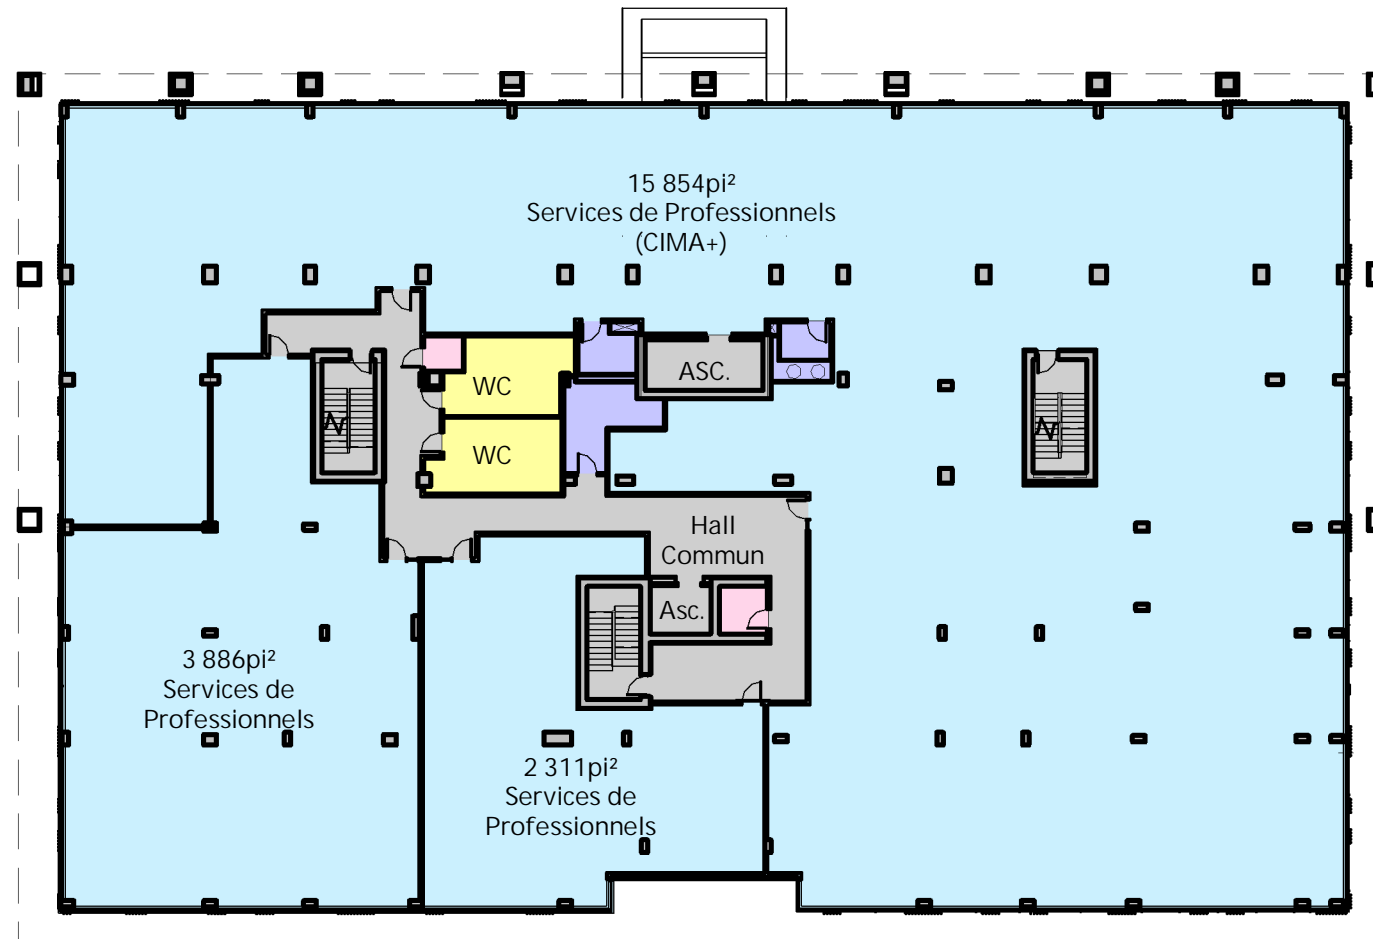 15 854pi²
Services de Professionnels
(CIMA+)
ASC.
WC
WC
Hall
Commun
Asc.
3 886pi²
Services de
Professionnels
2 311pi²
Services de
Professionnels